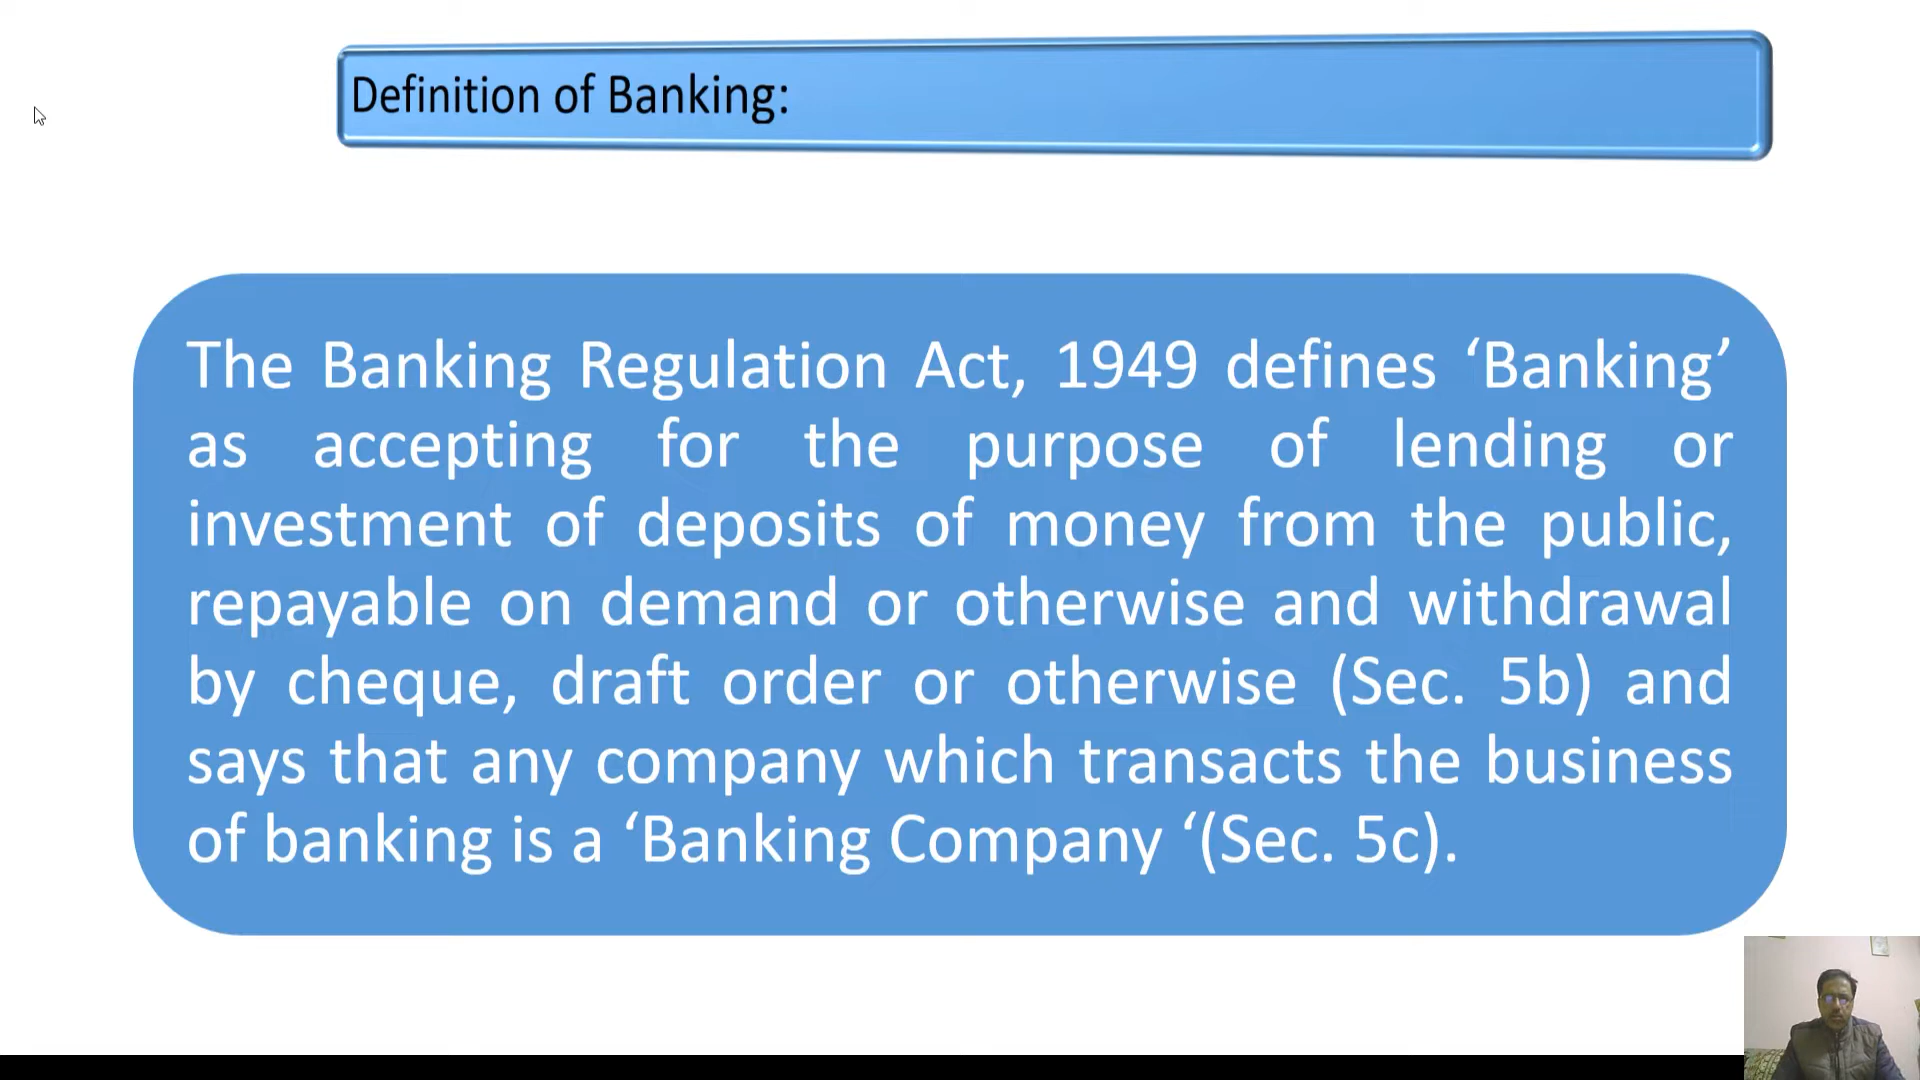 Definition of Banking:
The Banking Regulation Act, 1949 defines ‘Banking’
as accepting for the purpose of lending or
investment of deposits of money from the public,
repayable on demand or otherwise and withdrawal
by cheque, draft order or otherwise (Sec. 5b) and
says that any company which transacts the business
of banking is a ‘Banking Company ‘(Sec. 5c).